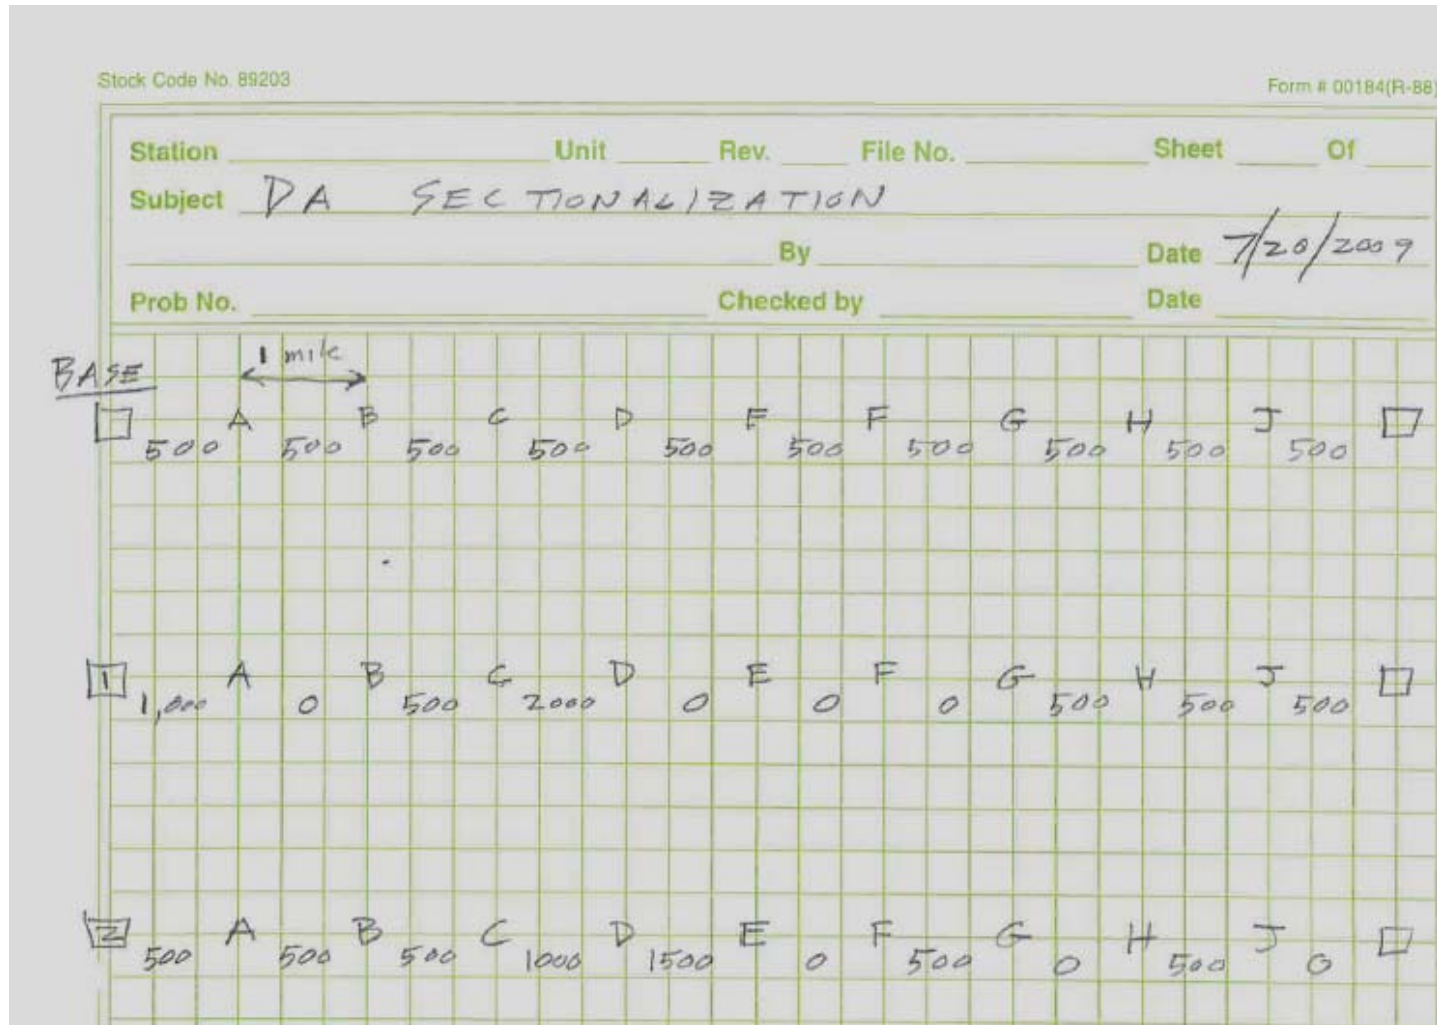 Stock Code No. 89203 Form # 00184(R-88)
Station Unit Rev. File No. Sheet Of
Subject DA SECTIONALIZATION
By Date 7/20/2009
Prob No. Checked by Date
1 mile
BASE
A B C D E F G H J
500 500 500 500 500 500 500 500 500 500
1 A B C D E F G H J
1,000 0 500 2000 0 0 0 500 500 500
2 A B C D E F G H J
500 500 500 1000 1500 0 500 0 500 0